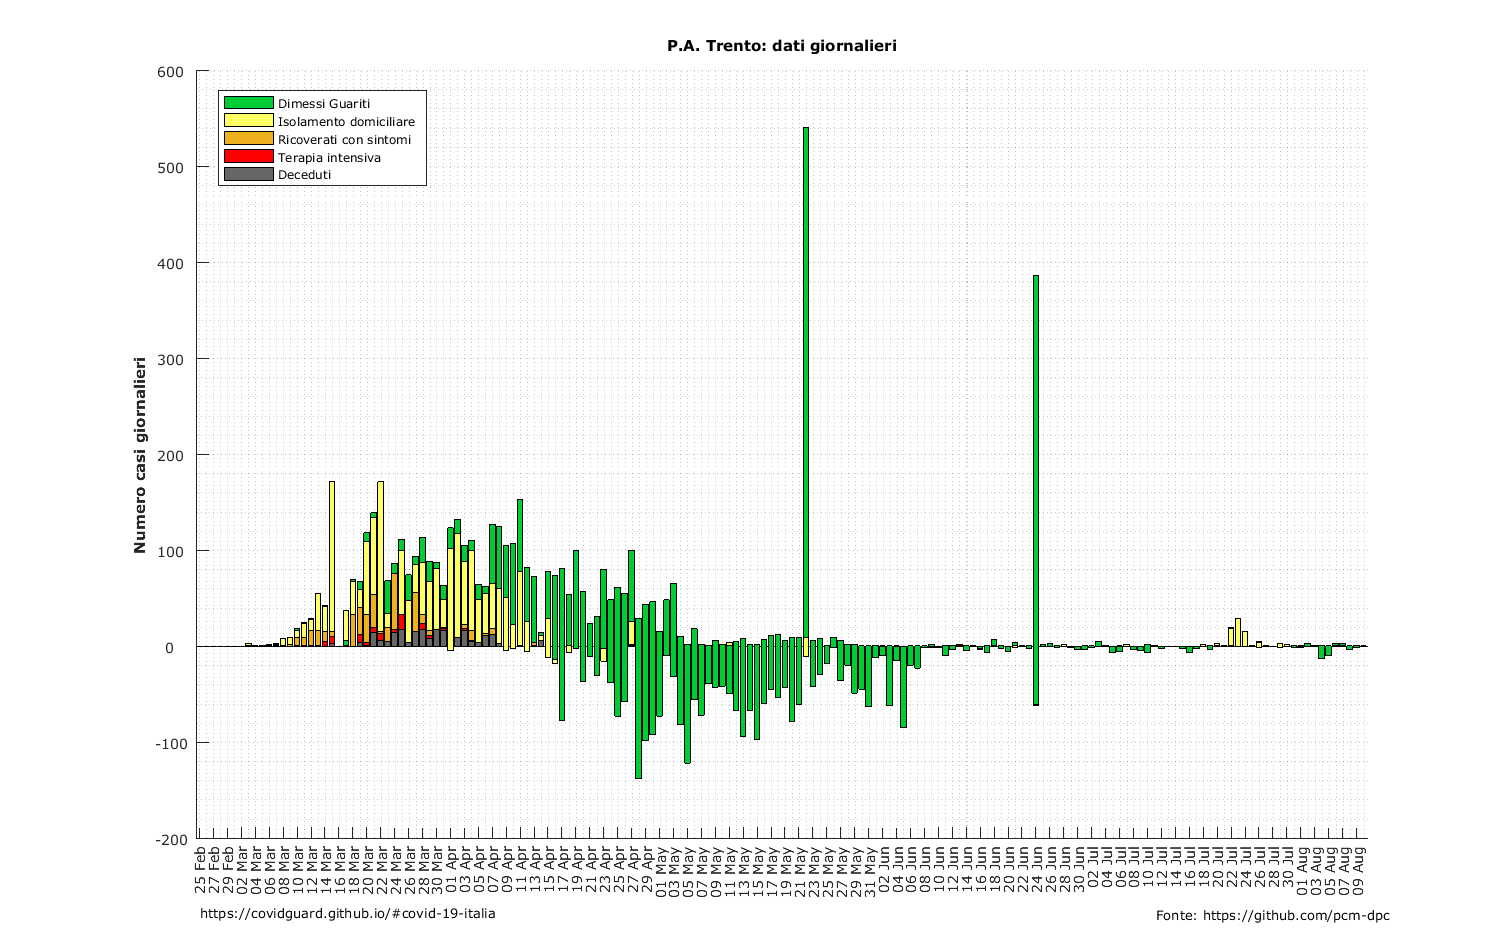 P.A. Trento: dati giornalieri
600
500
400
300
200
100
0
-100
-200
Numero casi giornalieri
Dimessi Guariti
Isolamento domiciliare
Ricoverati con sintomi
Terapia intensiva
Deceduti
25 Feb
27 Feb
29 Feb
02 Mar
04 Mar
06 Mar
08 Mar
10 Mar
12 Mar
14 Mar
16 Mar
18 Mar
20 Mar
22 Mar
24 Mar
26 Mar
28 Mar
30 Mar
01 Apr
03 Apr
05 Apr
07 Apr
09 Apr
11 Apr
13 Apr
15 Apr
17 Apr
19 Apr
21 Apr
23 Apr
25 Apr
27 Apr
29 Apr
01 May
03 May
05 May
07 May
09 May
11 May
13 May
15 May
17 May
19 May
21 May
23 May
25 May
27 May
29 May
31 May
02 Jun
04 Jun
06 Jun
08 Jun
10 Jun
12 Jun
14 Jun
16 Jun
18 Jun
20 Jun
22 Jun
24 Jun
26 Jun
28 Jun
30 Jun
02 Jul
04 Jul
06 Jul
08 Jul
10 Jul
12 Jul
14 Jul
16 Jul
18 Jul
20 Jul
22 Jul
24 Jul
26 Jul
28 Jul
30 Jul
01 Aug
03 Aug
05 Aug
07 Aug
09 Aug
https://covidguard.github.io/#covid-19-italia
Fonte: https://github.com/pcm-dpc